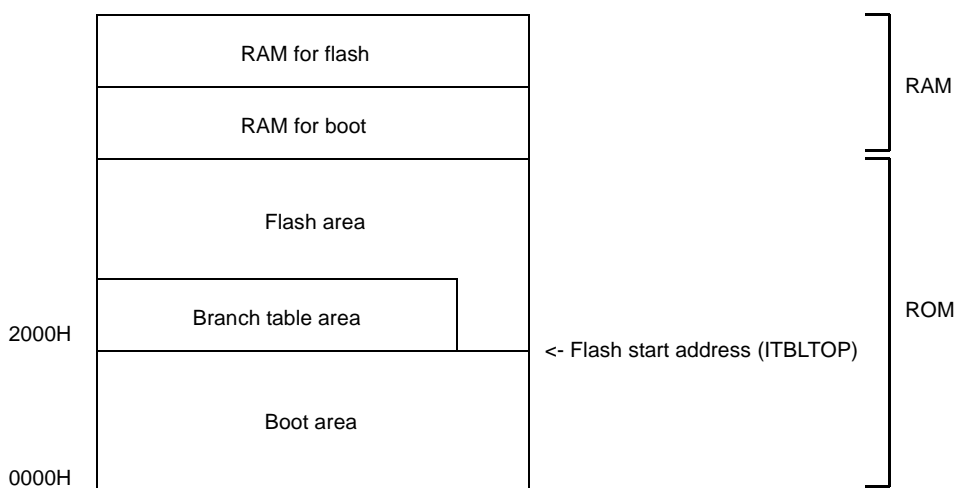 RAM for flash
RAM
RAM for boot
Flash area
ROM
Branch table area
2000H
<- Flash start address (ITBLTOP)
Boot area
0000H